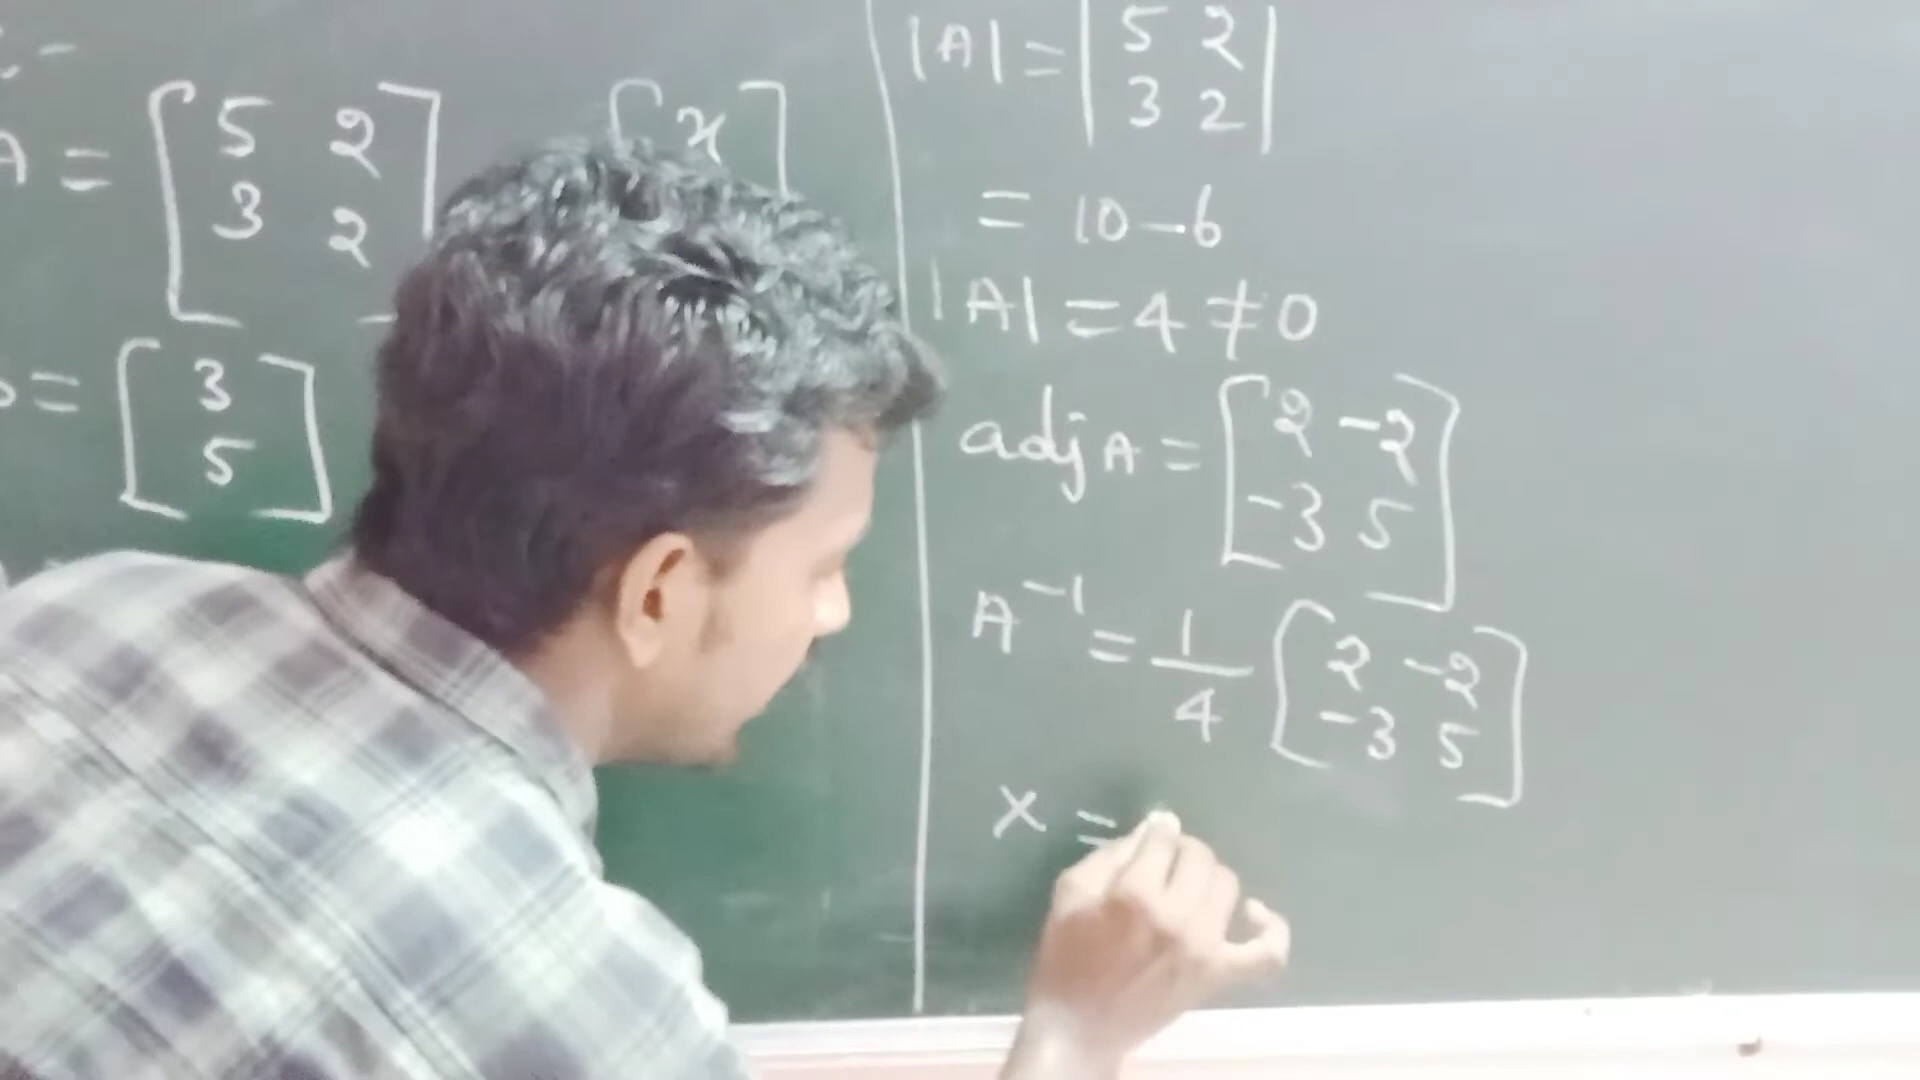 A = [5 2
3 2] [x
B = [3
5]
|A| = |5 2
3 2|
= 10 - 6
|A| = 4 ≠ 0
adj A = [2 -2
-3 5]
A⁻¹ = 1/4 [2 -2
-3 5]
X =